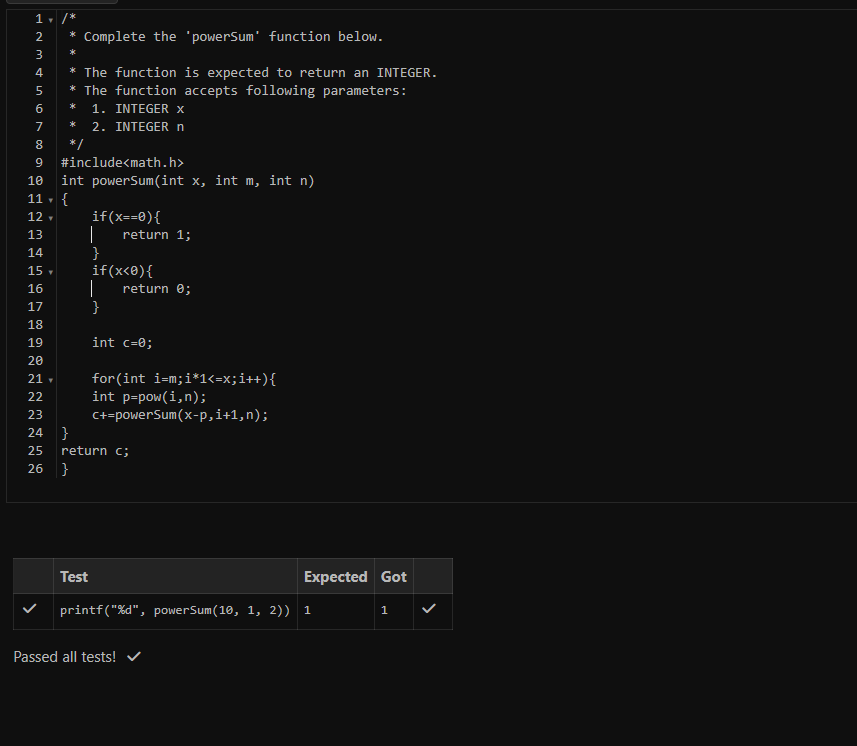 1 /*
2 * Complete the 'powerSum' function below.
3 *
4 * The function is expected to return an INTEGER.
5 * The function accepts following parameters:
6 * 1. INTEGER x
7 * 2. INTEGER n
8 */
9 #include<math.h>
10 int powerSum(int x, int m, int n)
11 {
12 if(x==0){
13 return 1;
14 }
15 if(x<0){
16 return 0;
17 }
18
19 int c=0;
20
21 for(int i=m;i*1<=x;i++){
22 int p=pow(i,n);
23 c+=powerSum(x-p,i+1,n);
24 }
25 return c;
26 }
Test Expected Got
printf("%d", powerSum(10, 1, 2)) 1 1
Passed all tests!